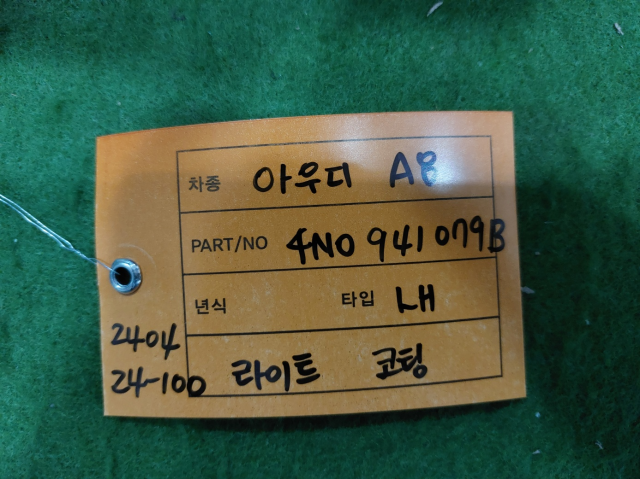 차종 아우디 A8
PART/NO 4N0 941 079B
년식 타입 LH
2404
24-100 라이트 코팅